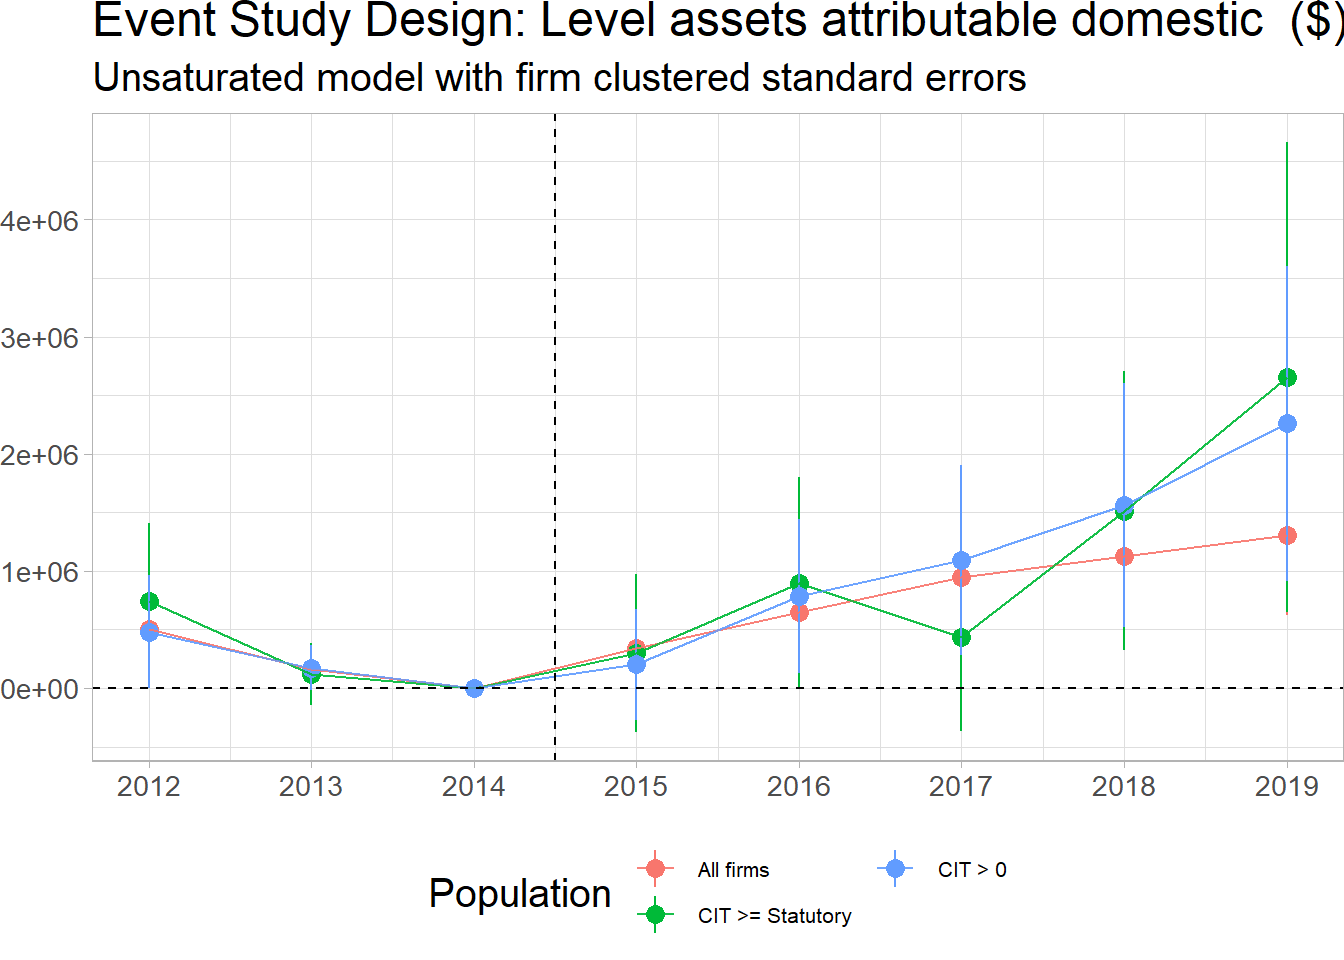 Event Study Design: Level assets attributable domestic ($)
Unsaturated model with firm clustered standard errors
4e+06
3e+06
2e+06
1e+06
0e+00
2012 2013 2014 2015 2016 2017 2018 2019
Population
All firms
CIT >= Statutory
CIT > 0